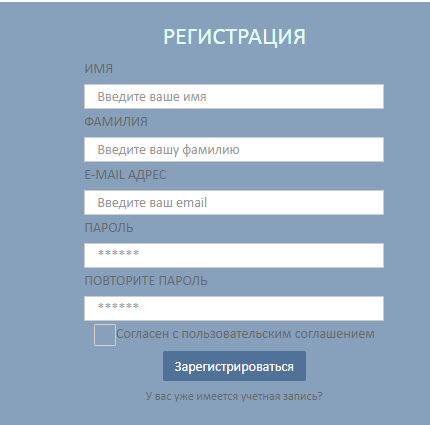 РЕГИСТРАЦИЯ
ИМЯ
Введите ваше имя
ФАМИЛИЯ
Введите вашу фамилию
E-MAIL АДРЕС
Введите ваш email
ПАРОЛЬ
******
ПОВТОРИТЕ ПАРОЛЬ
******
Согласен с пользовательским соглашением
Зарегистрироваться
У вас уже имеется учетная запись?